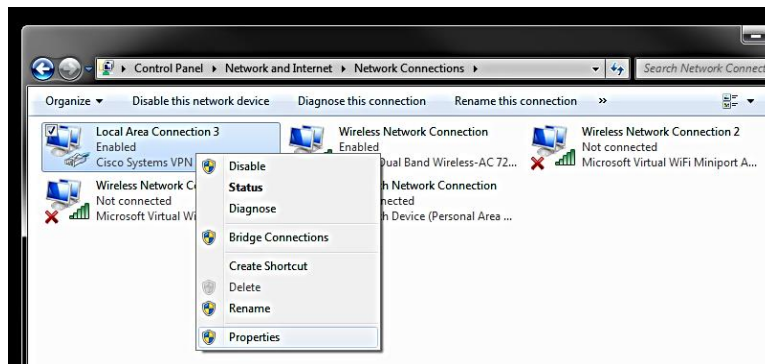 Control Panel ▸ Network and Internet ▸ Network Connections ▸
Search Network Connect
Organize ▾ Disable this network device Diagnose this connection Rename this connection »
Local Area Connection 3
Enabled
Cisco Systems VPN
Wireless Network Connection
Enabled
Dual Band Wireless-AC 72...
Wireless Network Connection 2
Not connected
Microsoft Virtual WiFi Miniport A...
Wireless Network C
Not connected
Microsoft Virtual Wi
h Network Connection
nected
h Device (Personal Area ...
Disable
Status
Diagnose
Bridge Connections
Create Shortcut
Delete
Rename
Properties